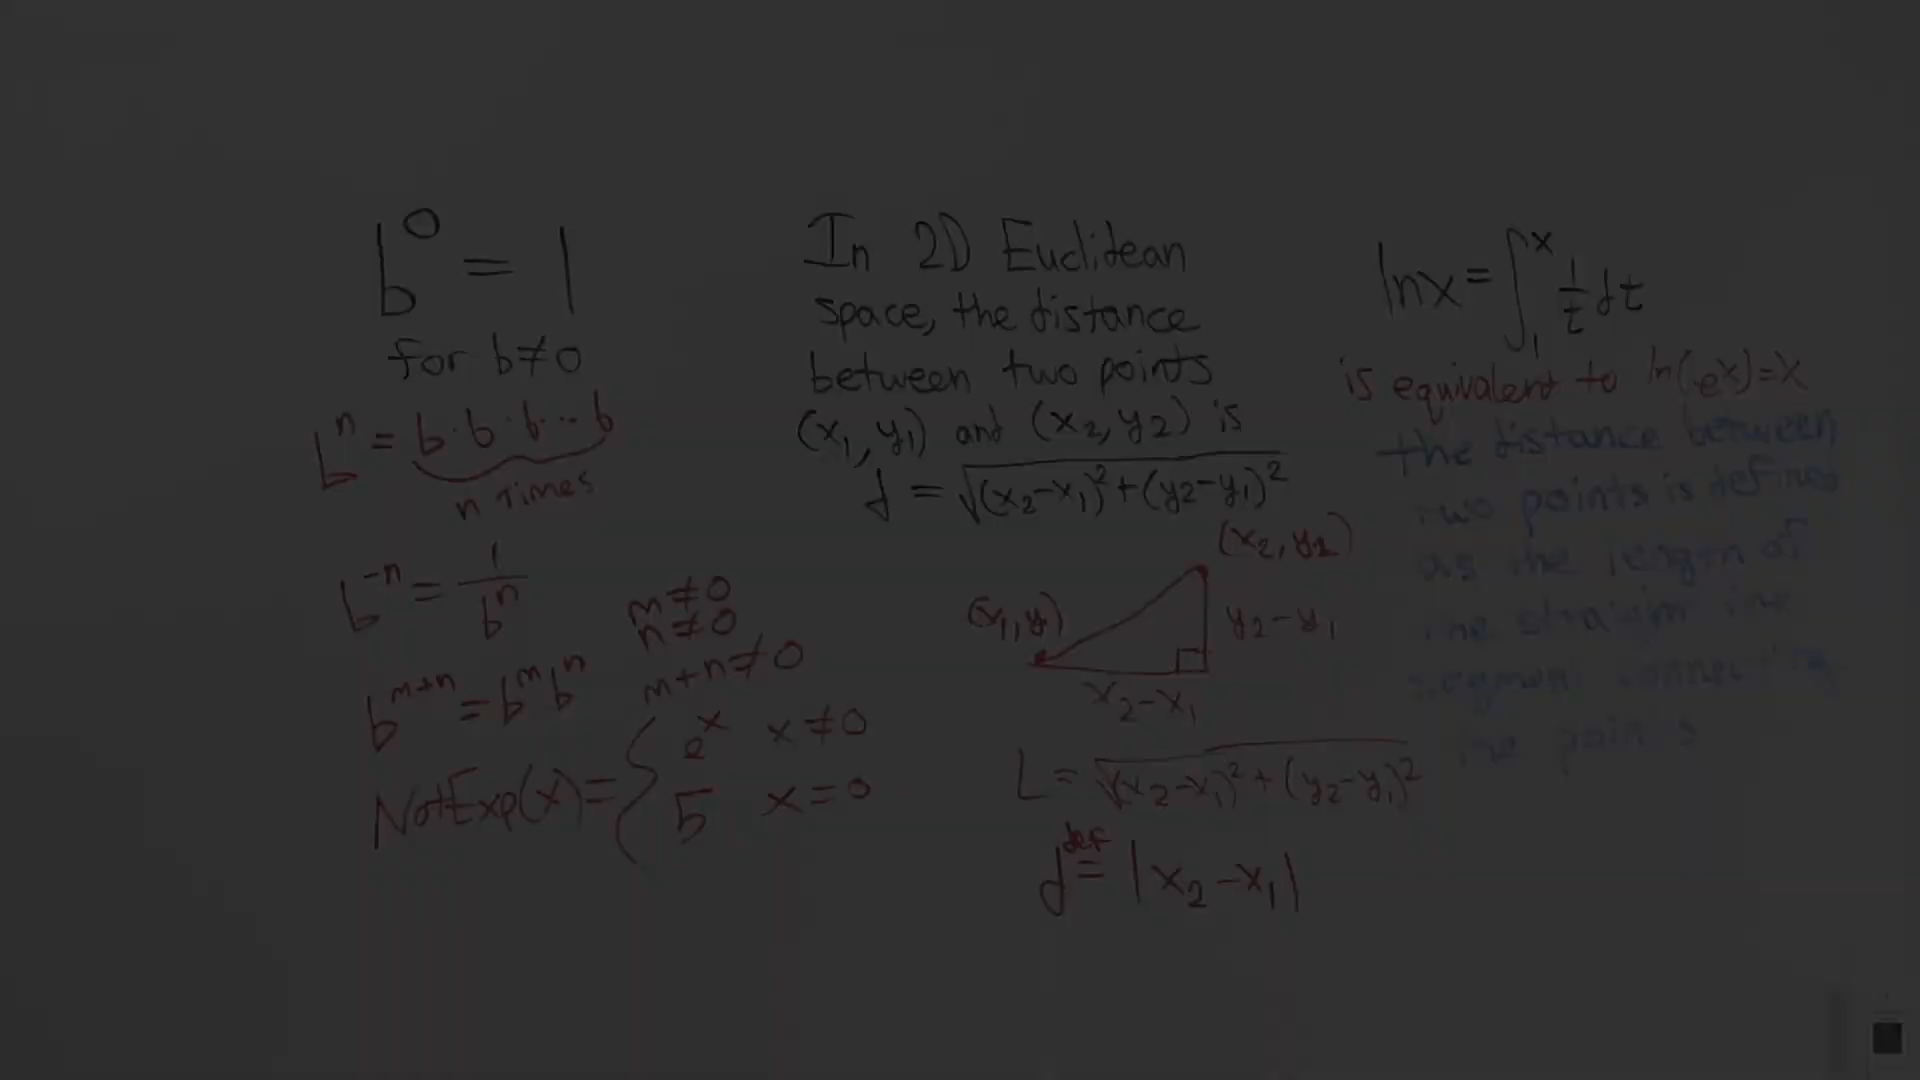 b⁰ = 1
for b≠0
bⁿ = b·b·b·…b
n times
b⁻ⁿ = 1/bⁿ
m≠0
n≠0
bᵐ⁺ⁿ = bᵐbⁿ m+n≠0
NotExp(x) = { eˣ x≠0
5 x=0
In 2D Euclidean
space, the distance
between two points
(x₁, y₁) and (x₂, y₂) is
d = √(x₂-x₁)²+(y₂-y₁)²
(x₂, y₂)
(x₁, y₁)
y₂-y₁
x₂-x₁
L = √(x₂-x₁)²+(y₂-y₁)²
def
d = |x₂-x₁|
lnx = ∫₁ˣ 1/t dt
is equivalent to ln(eˣ)=x
the distance between
two points is defined
as the length of
the straight line
segment connecting
the points